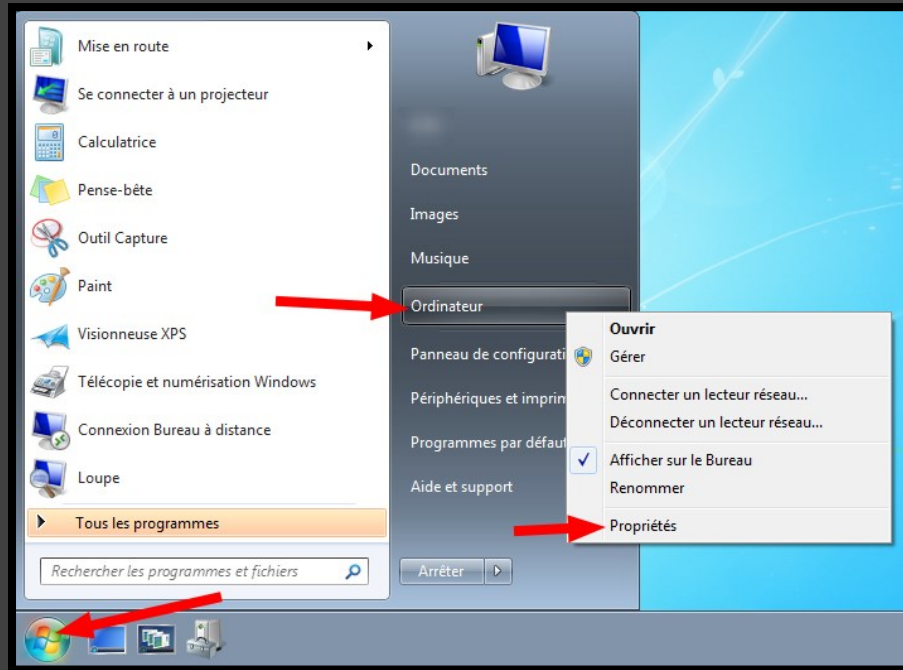 Mise en route
Se connecter à un projecteur
Calculatrice
Pense-bête
Outil Capture
Paint
Visionneuse XPS
Télécopie et numérisation Windows
Connexion Bureau à distance
Loupe
Tous les programmes
Rechercher les programmes et fichiers
Documents
Images
Musique
Ordinateur
Panneau de configurati
Périphériques et imprim
Programmes par défaut
Aide et support
Arrêter
Ouvrir
Gérer
Connecter un lecteur réseau...
Déconnecter un lecteur réseau...
Afficher sur le Bureau
Renommer
Propriétés